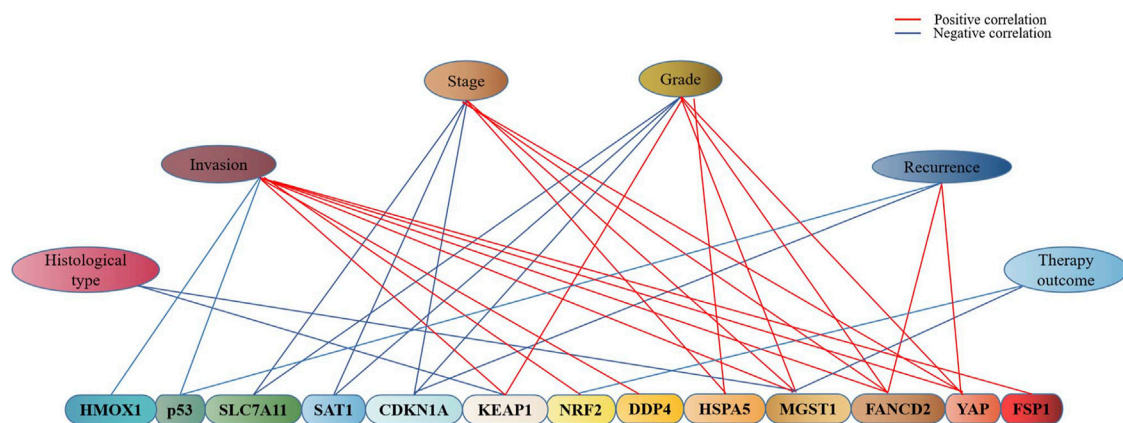 Positive correlation
Negative correlation
Stage
Grade
Invasion
Recurrence
Histological
type
Therapy
outcome
HMOX1
p53
SLC7A11
SAT1
CDKN1A
KEAP1
NRF2
DDP4
HSPA5
MGST1
FANCD2
YAP
FSP1